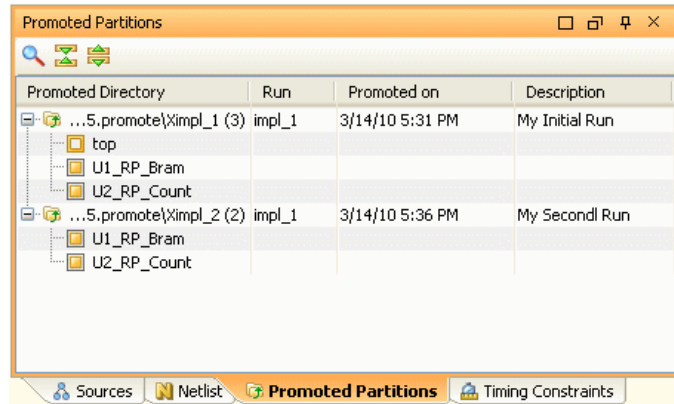 Promoted Partitions
Promoted Directory Run Promoted on Description
...5.promote\Ximpl_1 (3) impl_1 3/14/10 5:31 PM My Initial Run
top
U1_RP_Bram
U2_RP_Count
...5.promote\Ximpl_2 (2) impl_1 3/14/10 5:36 PM My Secondl Run
U1_RP_Bram
U2_RP_Count
Sources Netlist Promoted Partitions Timing Constraints